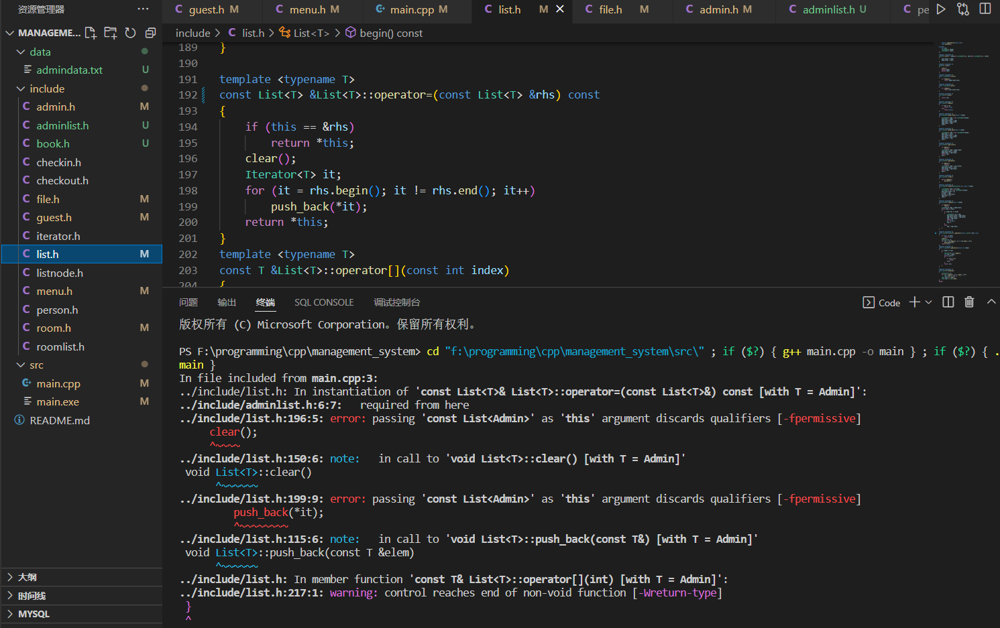 资源管理器 ...
C guest.h M C menu.h M C++ main.cpp M C list.h M C file.h M C admin.h M C adminlist.h U C pe
MANAGEME...
include > C list.h > List<T> > begin() const
data
admindata.txt U
include
C admin.h M
C adminlist.h U
C book.h U
C checkin.h
C checkout.h
C file.h M
C guest.h M
C iterator.h
C list.h M
C listnode.h
C menu.h M
C person.h
C room.h M
C roomlist.h
src
main.cpp M
main.exe M
README.md
大纲
时间线
MYSQL
189 }
190
191 template <typename T>
192 const List<T> &List<T>::operator=(const List<T> &rhs) const
193 {
194     if (this == &rhs)
195         return *this;
196     clear();
197     Iterator<T> it;
198     for (it = rhs.begin(); it != rhs.end(); it++)
199         push_back(*it);
200     return *this;
201 }
202 template <typename T>
203 const T &List<T>::operator[](const int index)
204 {
问题 输出 终端 SQL CONSOLE 调试控制台 Code
版权所有 (C) Microsoft Corporation。保留所有权利。
PS F:\programming\cpp\management_system> cd "f:\programming\cpp\management_system\src\" ; if ($?) { g++ main.cpp -o main } ; if ($?) { .
main }
In file included from main.cpp:3:
../include/list.h: In instantiation of 'const List<T>& List<T>::operator=(const List<T>&) const [with T = Admin]':
../include/adminlist.h:6:7:   required from here
../include/list.h:196:5: error: passing 'const List<Admin>' as 'this' argument discards qualifiers [-fpermissive]
     clear();
     ^~~~~
../include/list.h:150:6: note:   in call to 'void List<T>::clear() [with T = Admin]'
 void List<T>::clear()
      ^~~~~~~
../include/list.h:199:9: error: passing 'const List<Admin>' as 'this' argument discards qualifiers [-fpermissive]
         push_back(*it);
         ^~~~~~~~~
../include/list.h:115:6: note:   in call to 'void List<T>::push_back(const T&) [with T = Admin]'
 void List<T>::push_back(const T &elem)
      ^~~~~~~
../include/list.h: In member function 'const T& List<T>::operator[](int) [with T = Admin]':
../include/list.h:217:1: warning: control reaches end of non-void function [-Wreturn-type]
 }
 ^